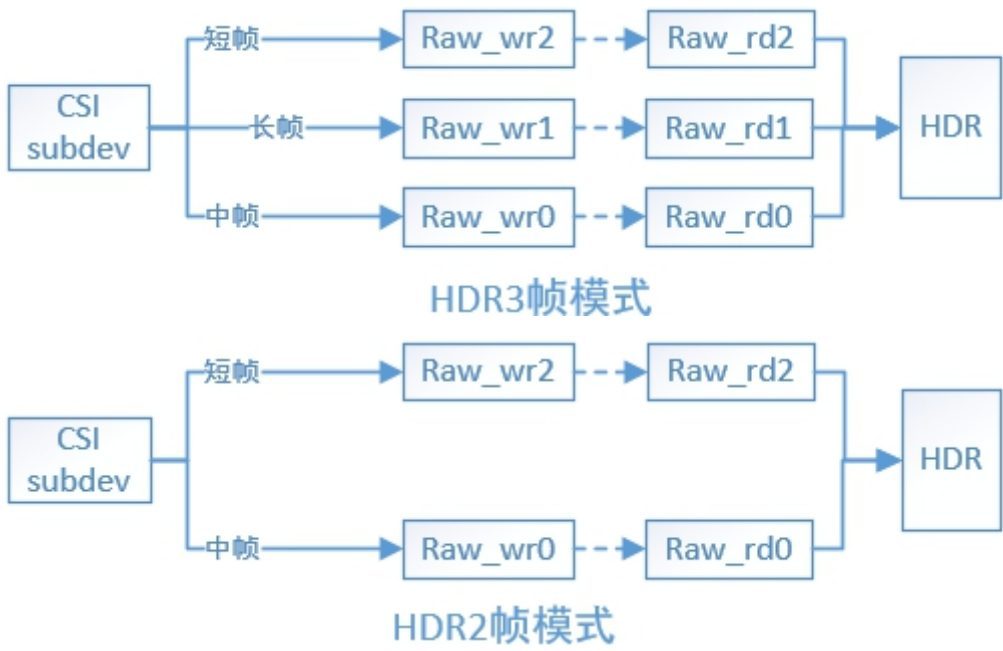 短帧
Raw_wr2
Raw_rd2
CSI
subdev
长帧
Raw_wr1
Raw_rd1
HDR
中帧
Raw_wr0
Raw_rd0
HDR3帧模式
短帧
Raw_wr2
Raw_rd2
CSI
subdev
HDR
中帧
Raw_wr0
Raw_rd0
HDR2帧模式